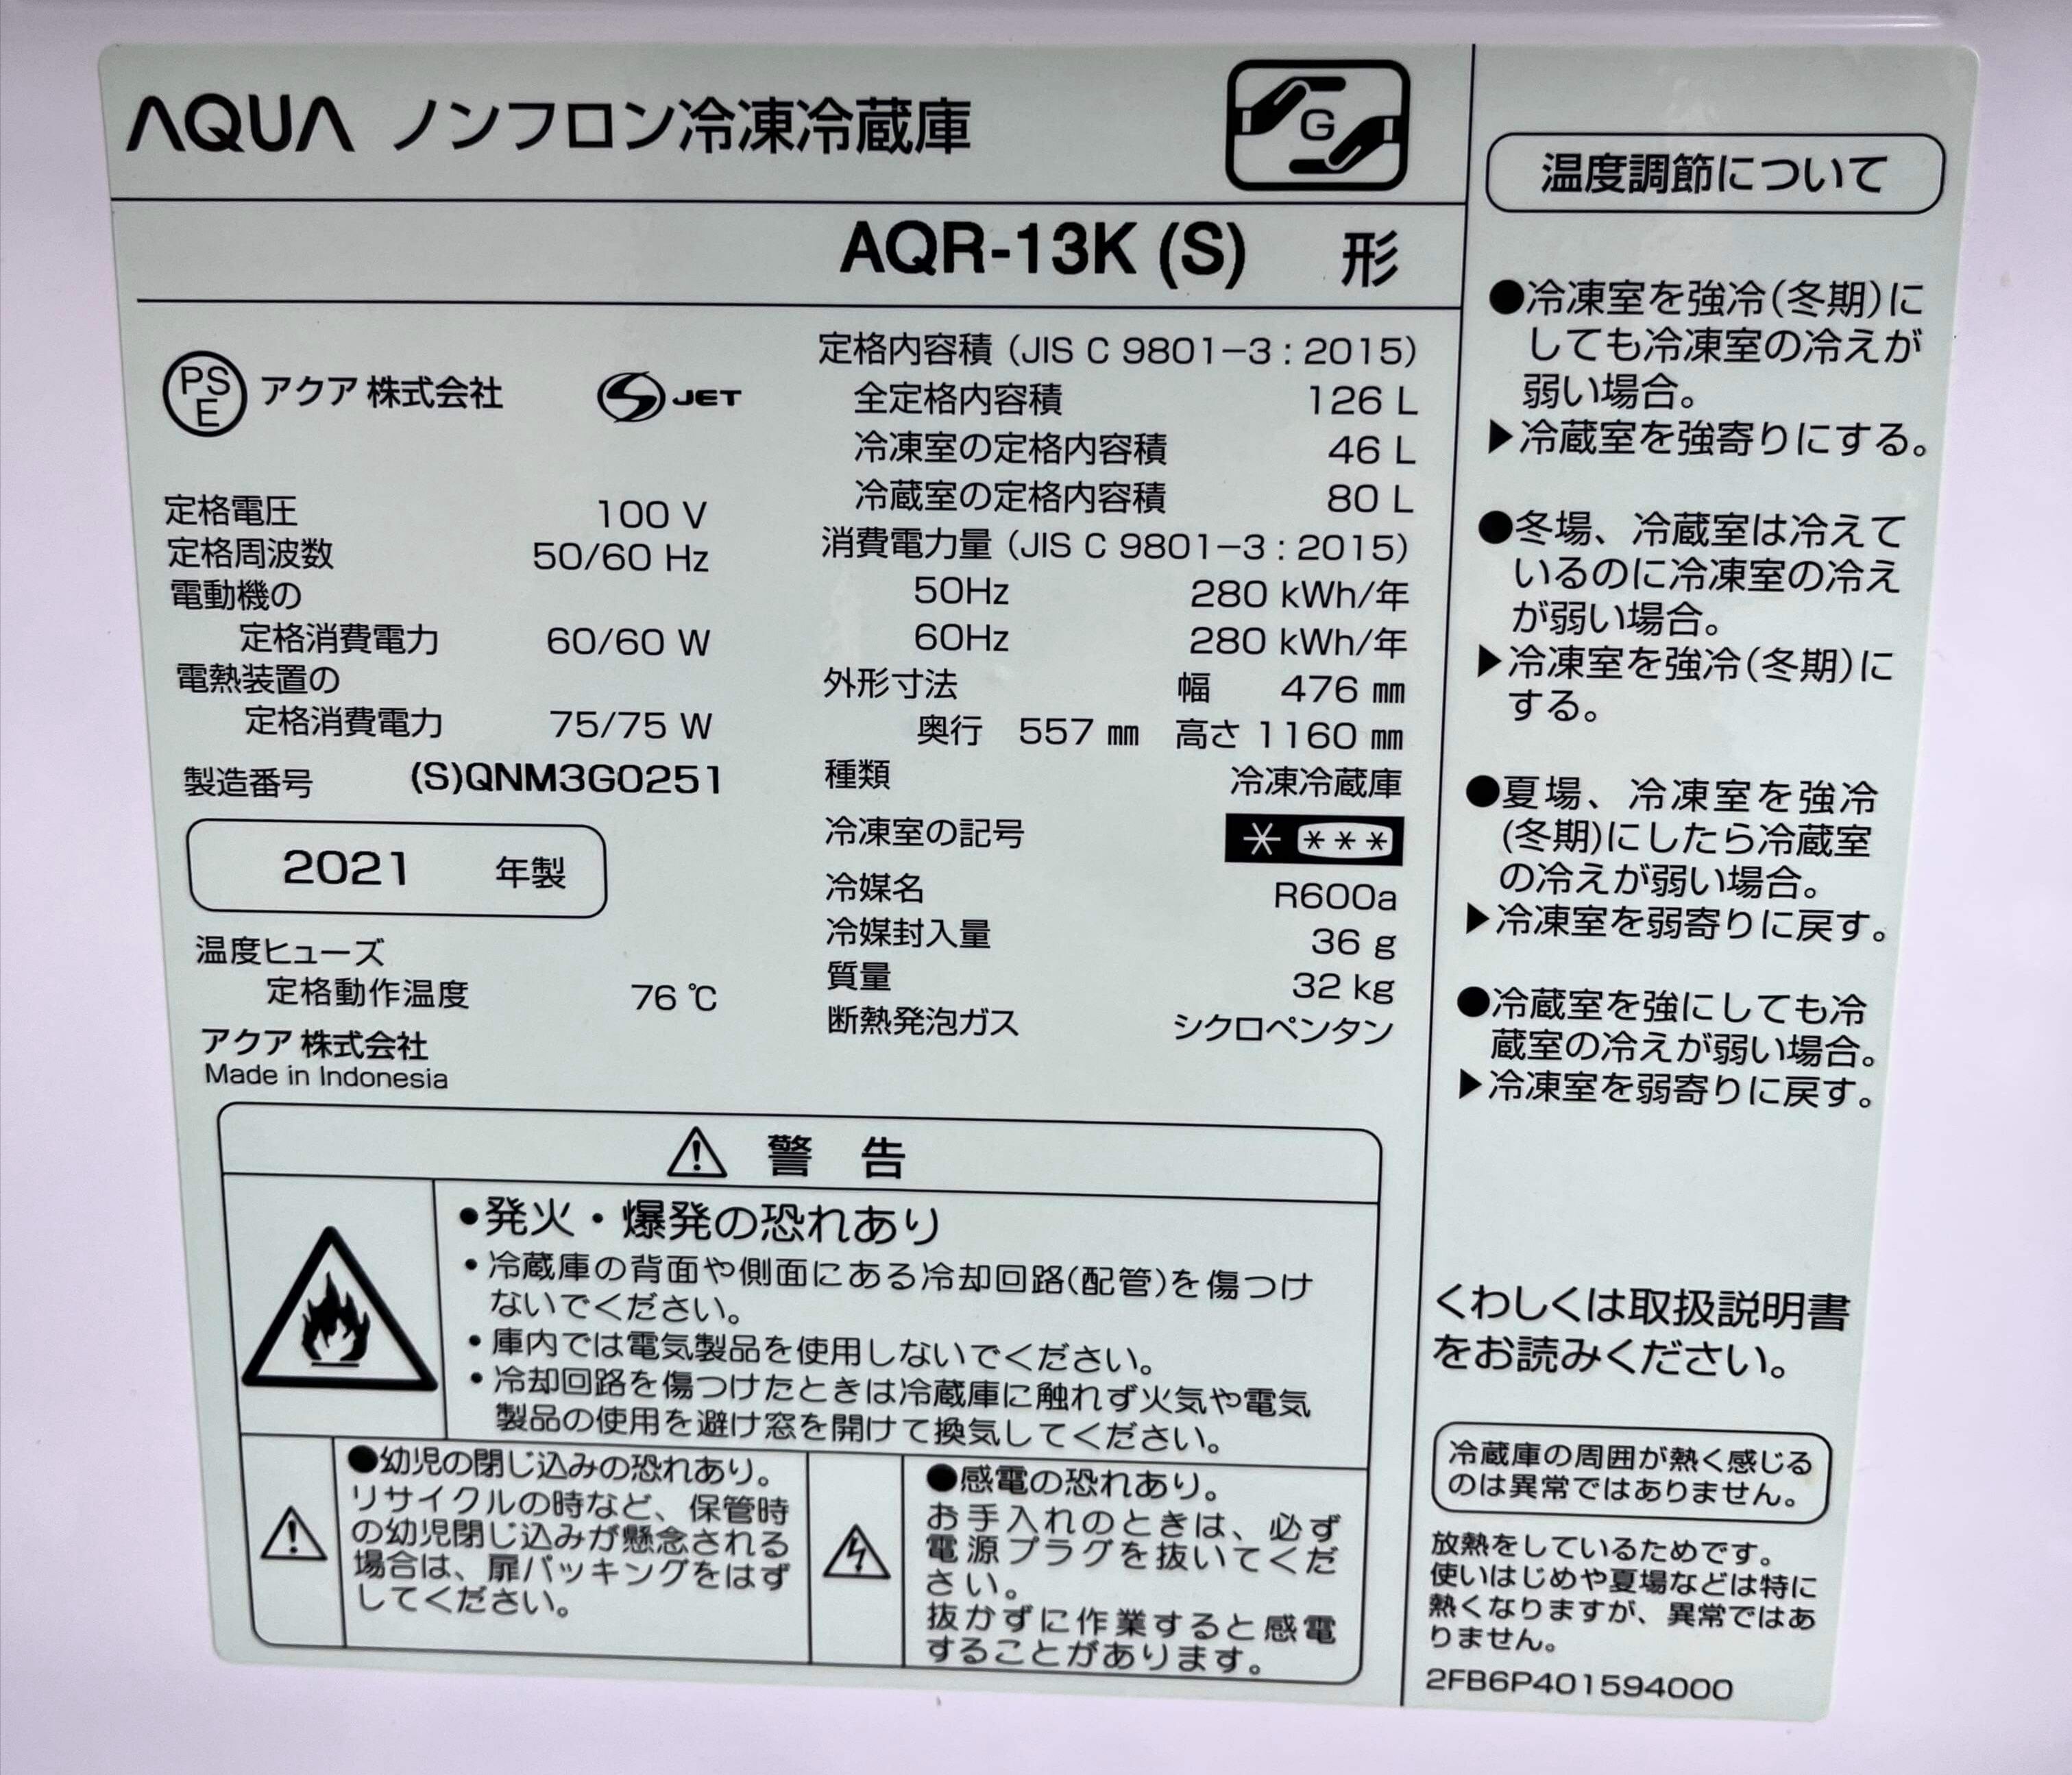 AQUA ノンフロン冷凍冷蔵庫
G
AQR-13K (S) 形
PS
E
アクア 株式会社
S JET
定格電圧 100 V
定格周波数 50/60 Hz
電動機の
定格消費電力 60/60 W
電熱装置の
定格消費電力 75/75 W
製造番号 (S)QNM3G0251
2021 年製
温度ヒューズ
定格動作温度 76 ℃
アクア 株式会社
Made in Indonesia
定格内容積 (JIS C 9801-3 : 2015)
全定格内容積 126 L
冷凍室の定格内容積 46 L
冷蔵室の定格内容積 80 L
消費電力量 (JIS C 9801-3 : 2015)
50Hz 280 kWh/年
60Hz 280 kWh/年
外形寸法 幅 476 ㎜
奥行 557 ㎜ 高さ 1160 ㎜
種類 冷凍冷蔵庫
冷凍室の記号 * ***
冷媒名 R600a
冷媒封入量 36 g
質量 32 kg
断熱発泡ガス シクロペンタン
⚠ 警 告
•発火・爆発の恐れあり
•冷蔵庫の背面や側面にある冷却回路(配管)を傷つけ
ないでください。
•庫内では電気製品を使用しないでください。
•冷却回路を傷つけたときは冷蔵庫に触れず火気や電気
製品の使用を避け窓を開けて換気してください。
●幼児の閉じ込みの恐れあり。
リサイクルの時など、保管時
の幼児閉じ込みが懸念される
場合は、扉パッキングをはず
してください。
●感電の恐れあり。
お手入れのときは、必ず
電源プラグを抜いてくだ
さい。
抜かずに作業すると感電
することがあります。
温度調節について
●冷凍室を強冷(冬期)に
しても冷凍室の冷えが
弱い場合。
▶冷蔵室を強寄りにする。
●冬場、冷蔵室は冷えて
いるのに冷凍室の冷え
が弱い場合。
▶冷凍室を強冷(冬期)に
する。
●夏場、冷凍室を強冷
(冬期)にしたら冷蔵室
の冷えが弱い場合。
▶冷凍室を弱寄りに戻す。
●冷蔵室を強にしても冷
蔵室の冷えが弱い場合。
▶冷凍室を弱寄りに戻す。
くわしくは取扱説明書
をお読みください。
冷蔵庫の周囲が熱く感じる
のは異常ではありません。
放熱をしているためです。
使いはじめや夏場などは特に
熱くなりますが、異常ではあ
りません。
2FB6P401594000